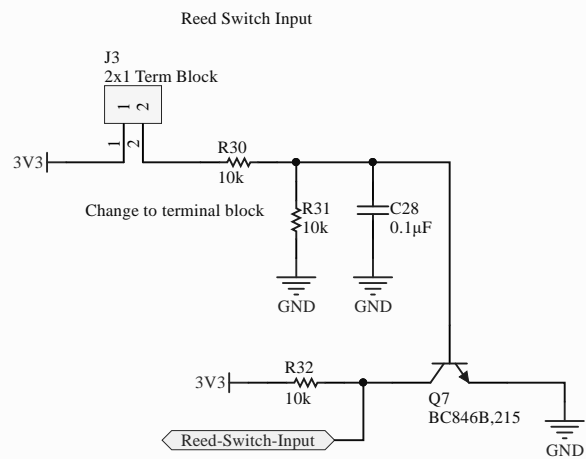 Reed Switch Input
J3
2x1 Term Block
1
2
1
2
3V3
R30
10k
Change to terminal block
R31
10k
C28
0.1µF
GND
GND
3V3
R32
10k
Q7
BC846B,215
GND
Reed-Switch-Input